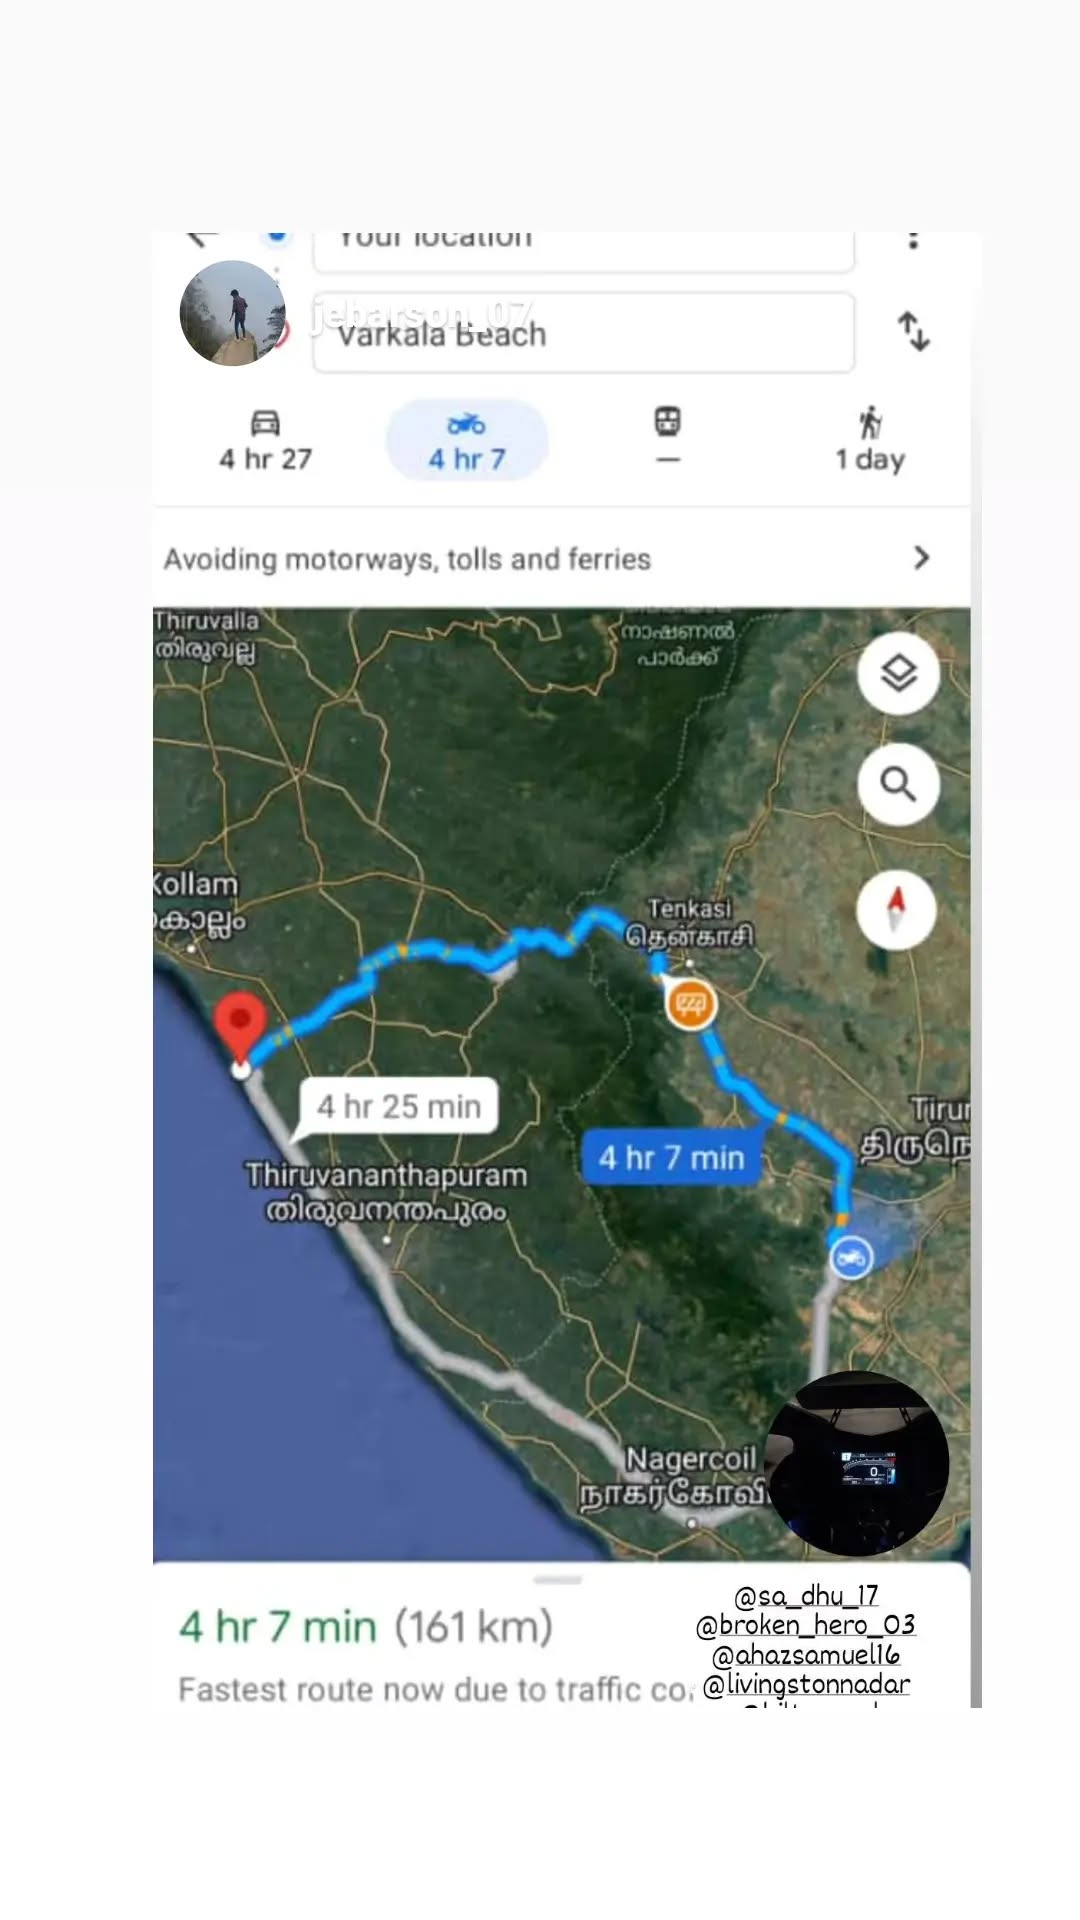 Your location
jebarson_07
Varkala Beach
4 hr 27
4 hr 7
—
1 day
Avoiding motorways, tolls and ferries
Thiruvalla
തിരുവല്ല
നാഷണൽ
പാർക്ക്
Kollam
കൊല്ലം
Tenkasi
தென்காசி
4 hr 25 min
Thiruvananthapuram
തിരുവനന്തപുരം
4 hr 7 min
Tirun
திருநெ
Nagercoil
நாகர்கோவி
0
4 hr 7 min (161 km)
Fastest route now due to traffic co
@sa_dhu_17
@broken_hero_03
@ahazsamuel16
@livingstonnadar